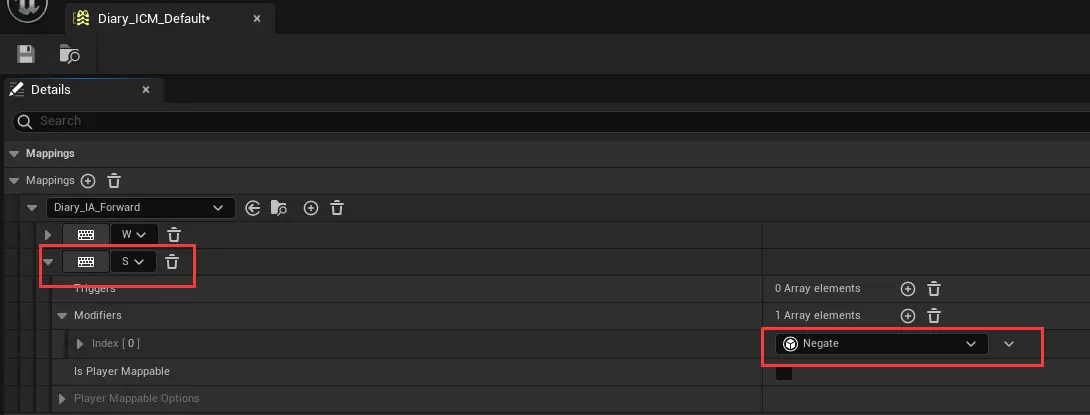 Diary_ICM_Default*
Details
Search
Mappings
Mappings
Diary_IA_Forward
W
S
Triggers 0 Array elements
Modifiers 1 Array elements
Index [ 0 ] Negate
Is Player Mappable
Player Mappable Options